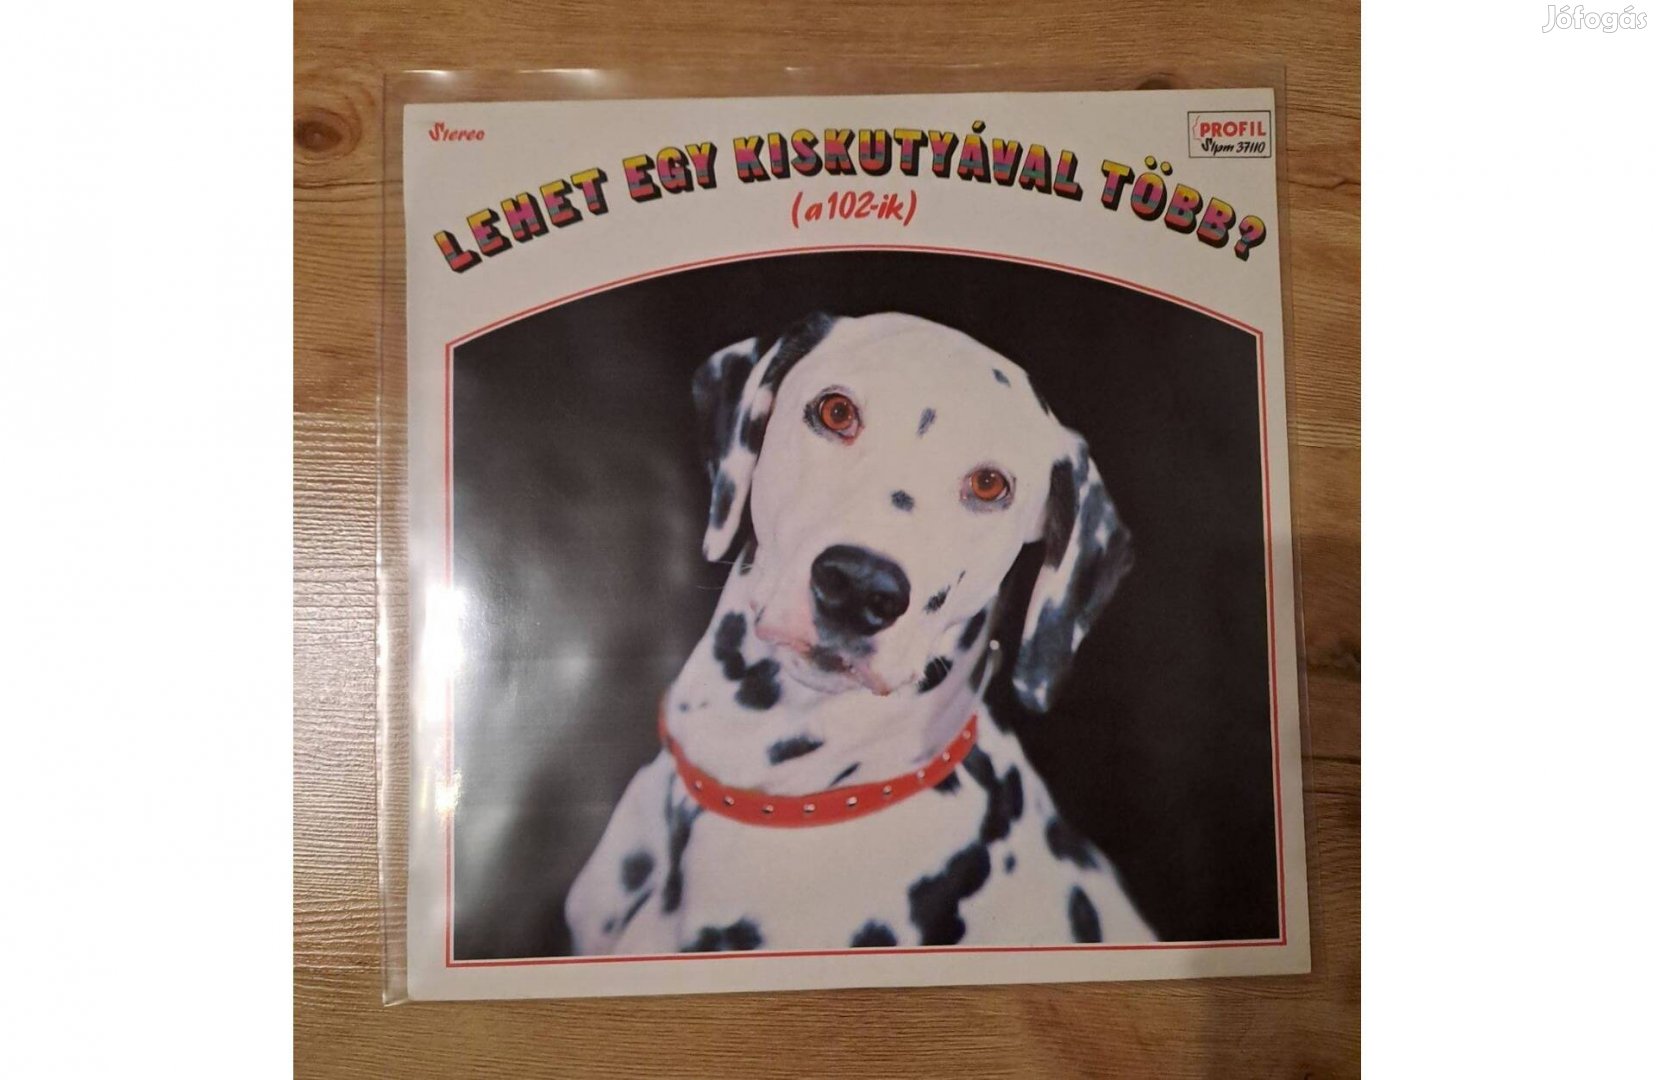 Jófogás
Stereo
PROFIL
Slpm 37110
LEHET EGY KISKUTYÁVAL TÖBB?
(a 102-ik)